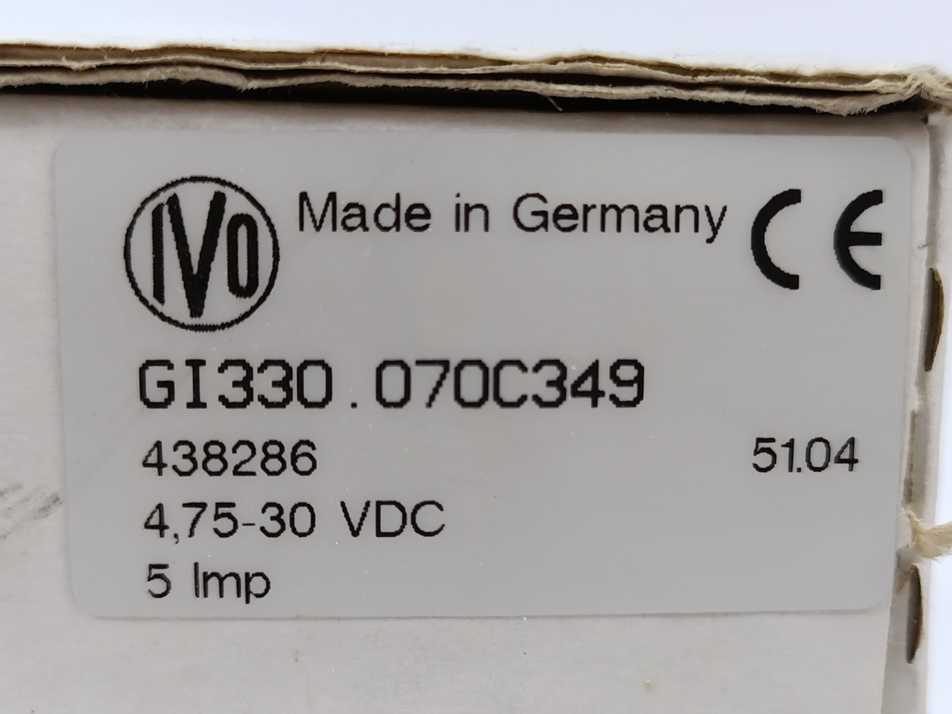 IVO Made in Germany CE
GI330.070C349
438286 51.04
4,75-30 VDC
5 Imp